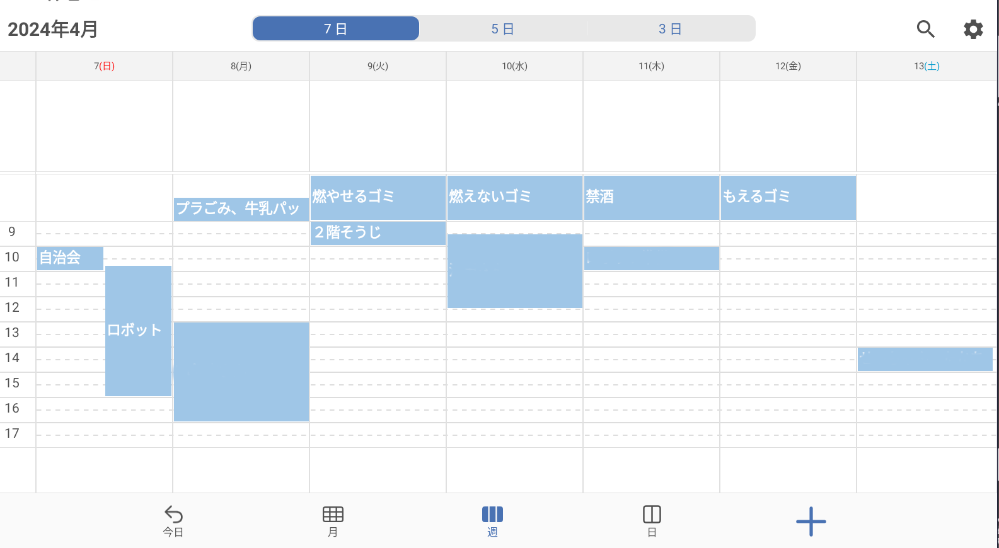 2024年4月
7 日
5 日
3 日
7(日)
8(月)
9(火)
10(水)
11(木)
12(金)
13(土)
プラごみ、牛乳パッ
燃やせるゴミ
燃えないゴミ
禁酒
もえるゴミ
9
２階そうじ
10
自治会
11
12
13
ロボット
14
15
16
17
今日
月
週
日